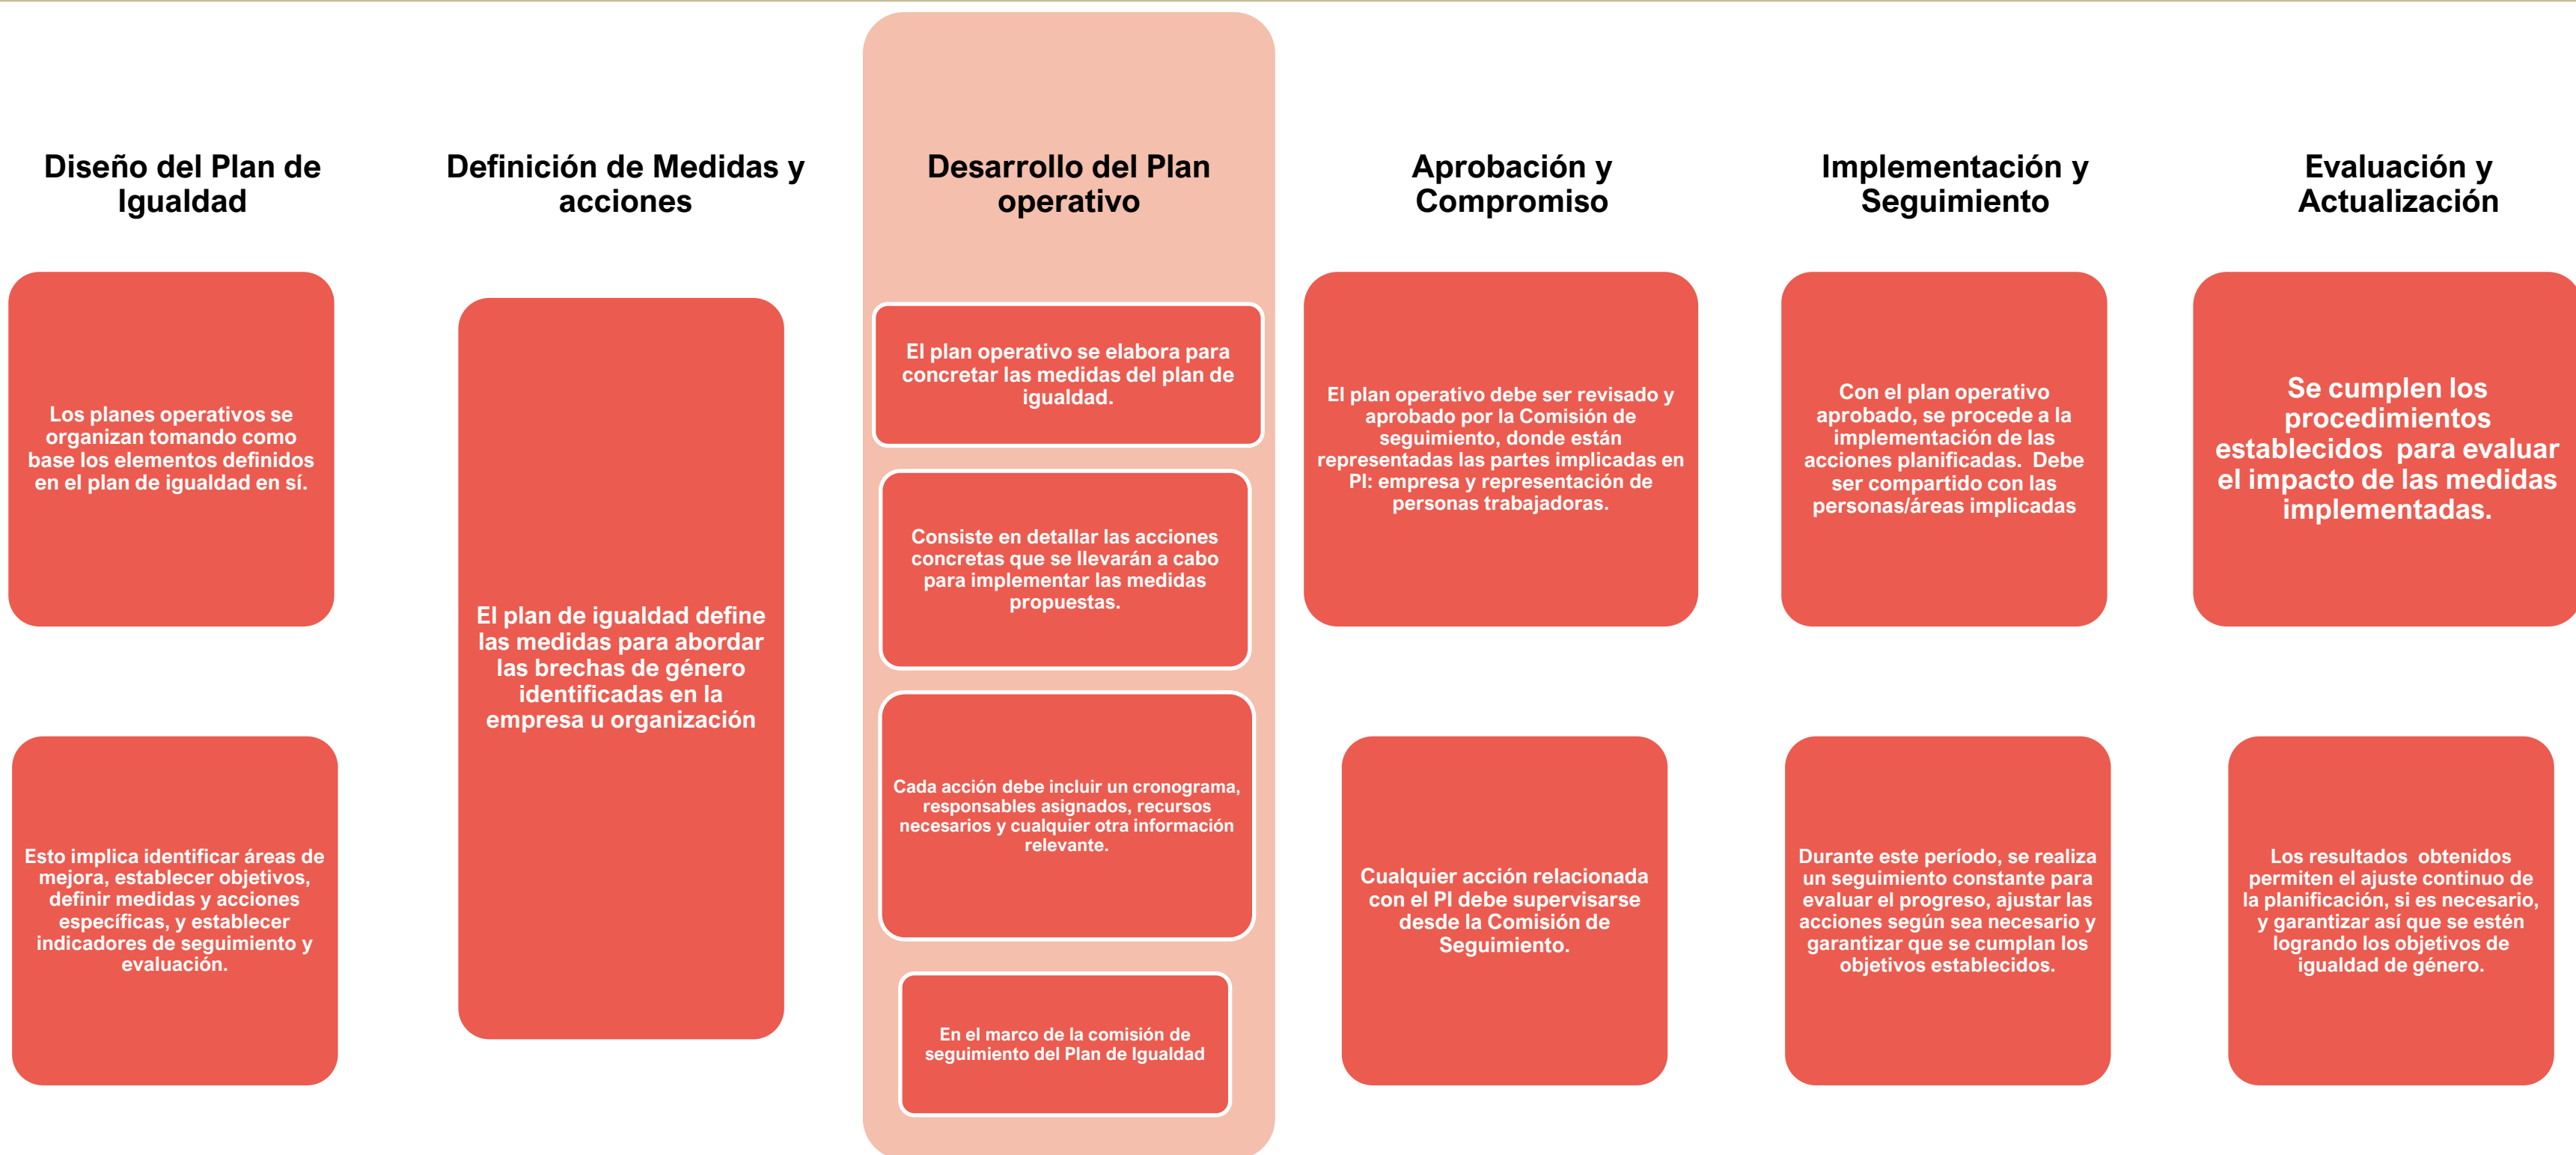 Diseño del Plan de
Igualdad
Los planes operativos se
organizan tomando como
base los elementos definidos
en el plan de igualdad en sí.
Esto implica identificar áreas de
mejora, establecer objetivos,
definir medidas y acciones
específicas, y establecer
indicadores de seguimiento y
evaluación.
Definición de Medidas y
acciones
El plan de igualdad define
las medidas para abordar
las brechas de género
identificadas en la
empresa u organización
Desarrollo del Plan
operativo
El plan operativo se elabora para
concretar las medidas del plan de
igualdad.
Consiste en detallar las acciones
concretas que se llevarán a cabo
para implementar las medidas
propuestas.
Cada acción debe incluir un cronograma,
responsables asignados, recursos
necesarios y cualquier otra información
relevante.
En el marco de la comisión de
seguimiento del Plan de Igualdad
Aprobación y
Compromiso
El plan operativo debe ser revisado y
aprobado por la Comisión de
seguimiento, donde están
representadas las partes implicadas en
PI: empresa y representación de
personas trabajadoras.
Cualquier acción relacionada
con el PI debe supervisarse
desde la Comisión de
Seguimiento.
Implementación y
Seguimiento
Con el plan operativo
aprobado, se procede a la
implementación de las
acciones planificadas. Debe
ser compartido con las
personas/áreas implicadas
Durante este período, se realiza
un seguimiento constante para
evaluar el progreso, ajustar las
acciones según sea necesario y
garantizar que se cumplan los
objetivos establecidos.
Evaluación y
Actualización
Se cumplen los
procedimientos
establecidos para evaluar
el impacto de las medidas
implementadas.
Los resultados obtenidos
permiten el ajuste continuo de
la planificación, si es necesario,
y garantizar así que se estén
logrando los objetivos de
igualdad de género.